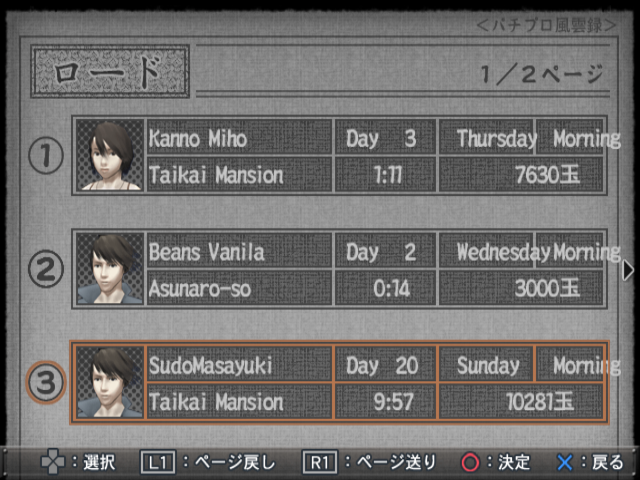 ＜パチプロ風雲録＞
ロード
1／2ページ
① Kanno Miho Day 3 Thursday Morning
Taikai Mansion 1:11 7630玉
② Beans Vanila Day 2 Wednesday Morning
Asunaro-so 0:14 3000玉
③ SudoMasayuki Day 20 Sunday Morning
Taikai Mansion 9:57 10281玉
：選択 L1：ページ戻し R1：ページ送り ○：決定 ×：戻る